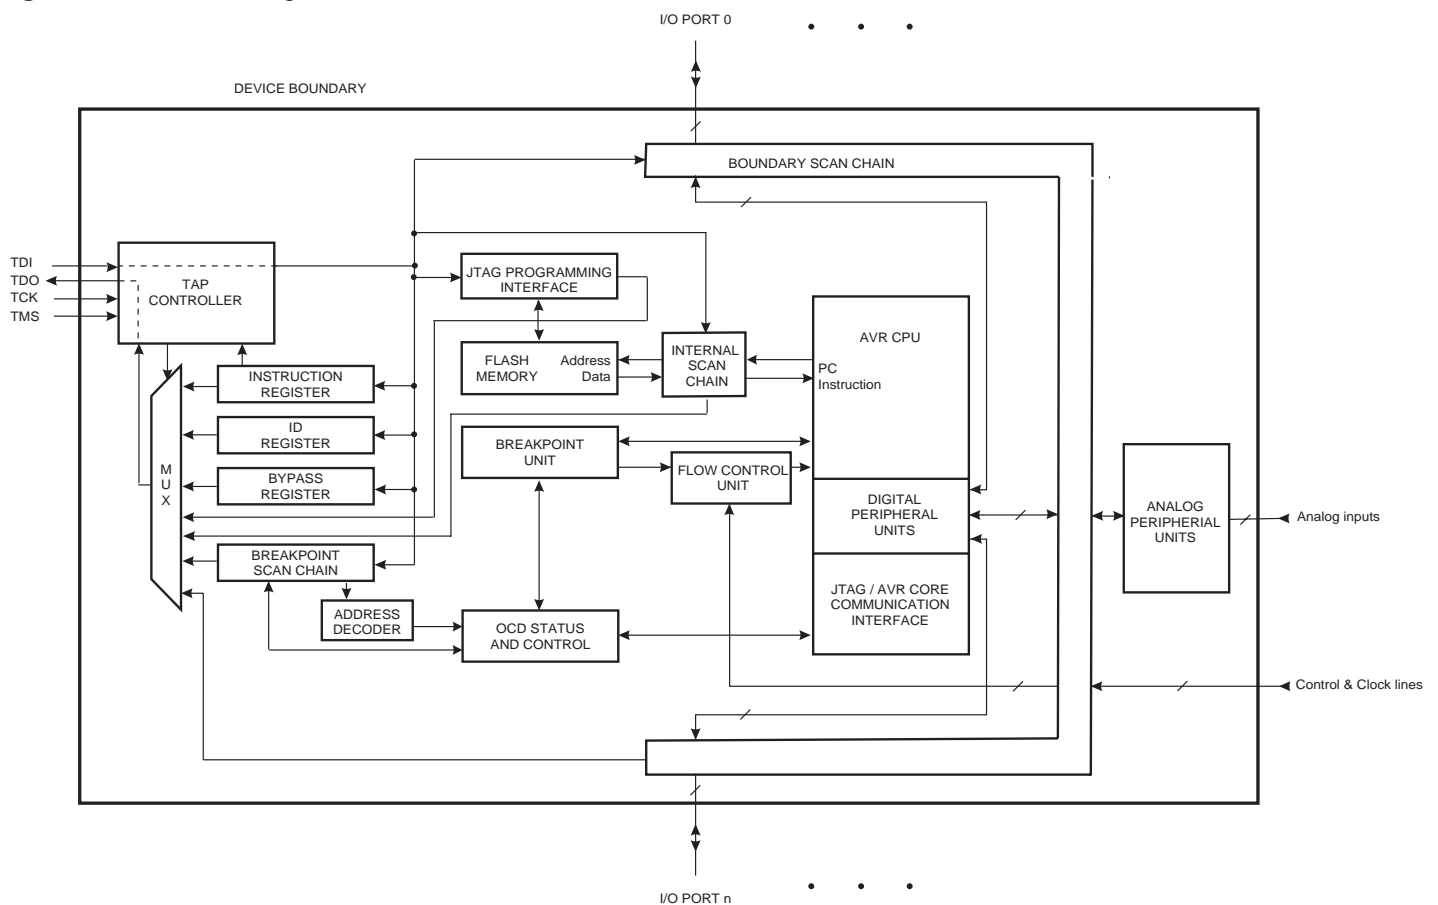 I/O PORT 0
DEVICE BOUNDARY
BOUNDARY SCAN CHAIN
TDI
TDO
TCK
TMS
TAP
CONTROLLER
JTAG PROGRAMMING
INTERFACE
AVR CPU
FLASH
MEMORY
Address
Data
INTERNAL
SCAN
CHAIN
PC
Instruction
INSTRUCTION
REGISTER
ID
REGISTER
BREAKPOINT
UNIT
FLOW CONTROL
UNIT
M
U
X
BYPASS
REGISTER
DIGITAL
PERIPHERAL
UNITS
ANALOG
PERIPHERIAL
UNITS
Analog inputs
BREAKPOINT
SCAN CHAIN
JTAG / AVR CORE
COMMUNICATION
INTERFACE
ADDRESS
DECODER
OCD STATUS
AND CONTROL
Control & Clock lines
I/O PORT n